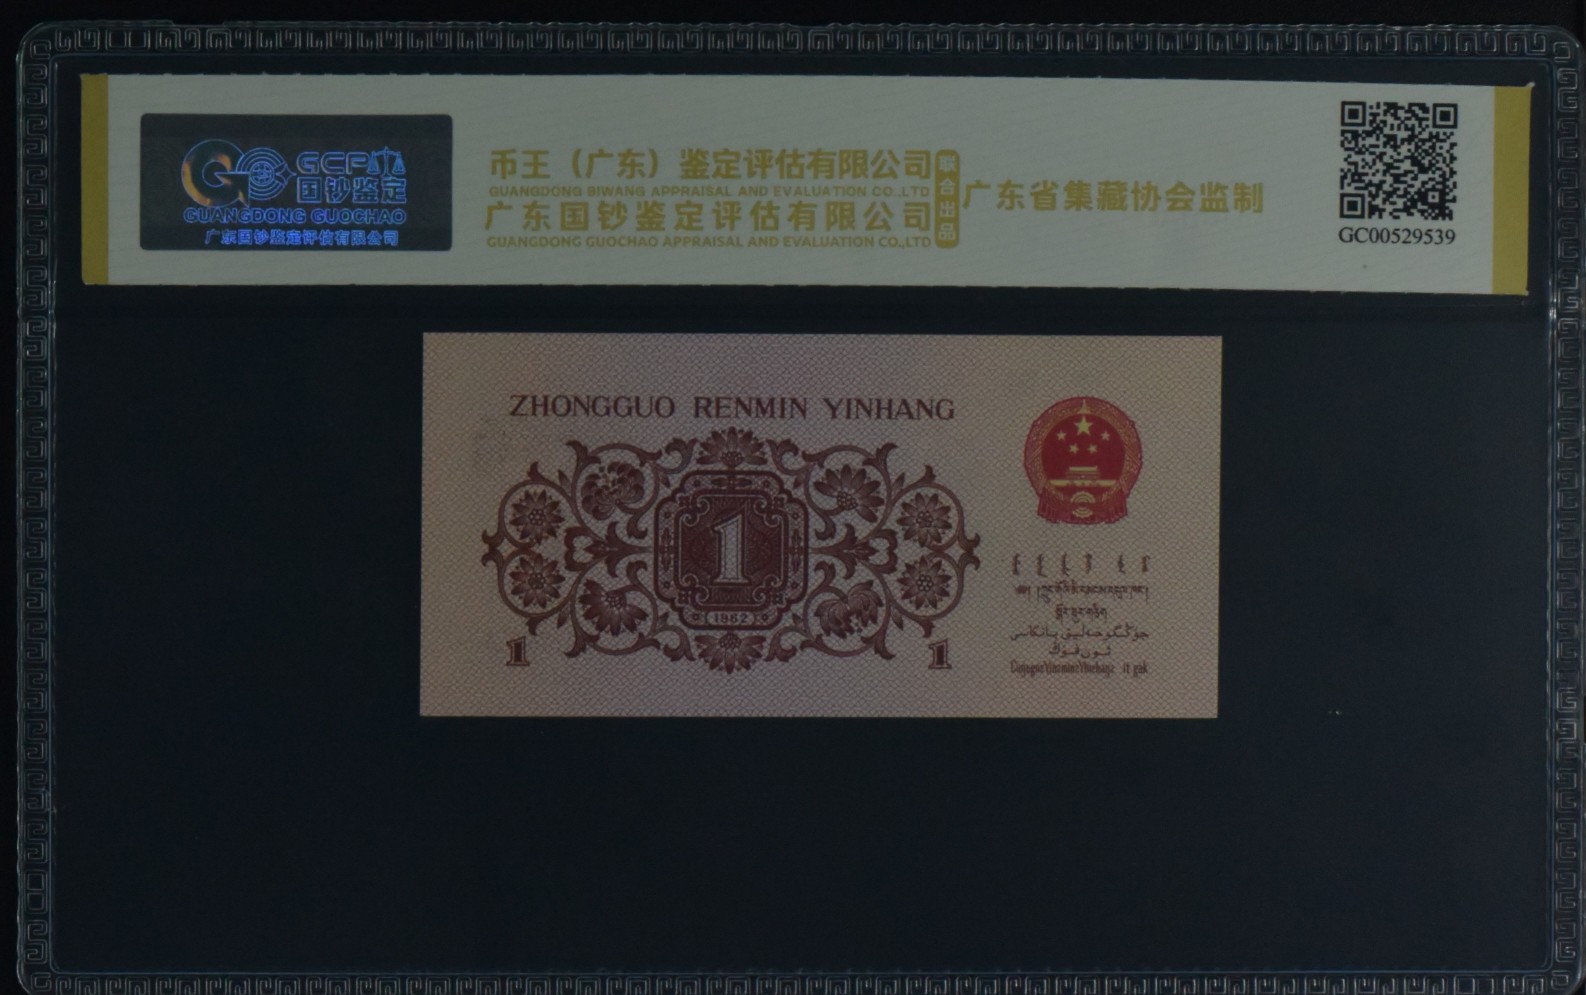 GCP
国钞鉴定
GUANGDONG GUOCHAO
广东国钞鉴定评估有限公司
币王（广东）鉴定评估有限公司
GUANGDONG BIWANG APPRAISAL AND EVALUATION CO.,LTD
广东国钞鉴定评估有限公司
GUANGDONG GUOCHAO APPRAISAL AND EVALUATION CO.,LTD
联合出品
广东省集藏协会监制
GC00529539
ZHONGGUO RENMIN YINHANG
1
(1962)
1 1